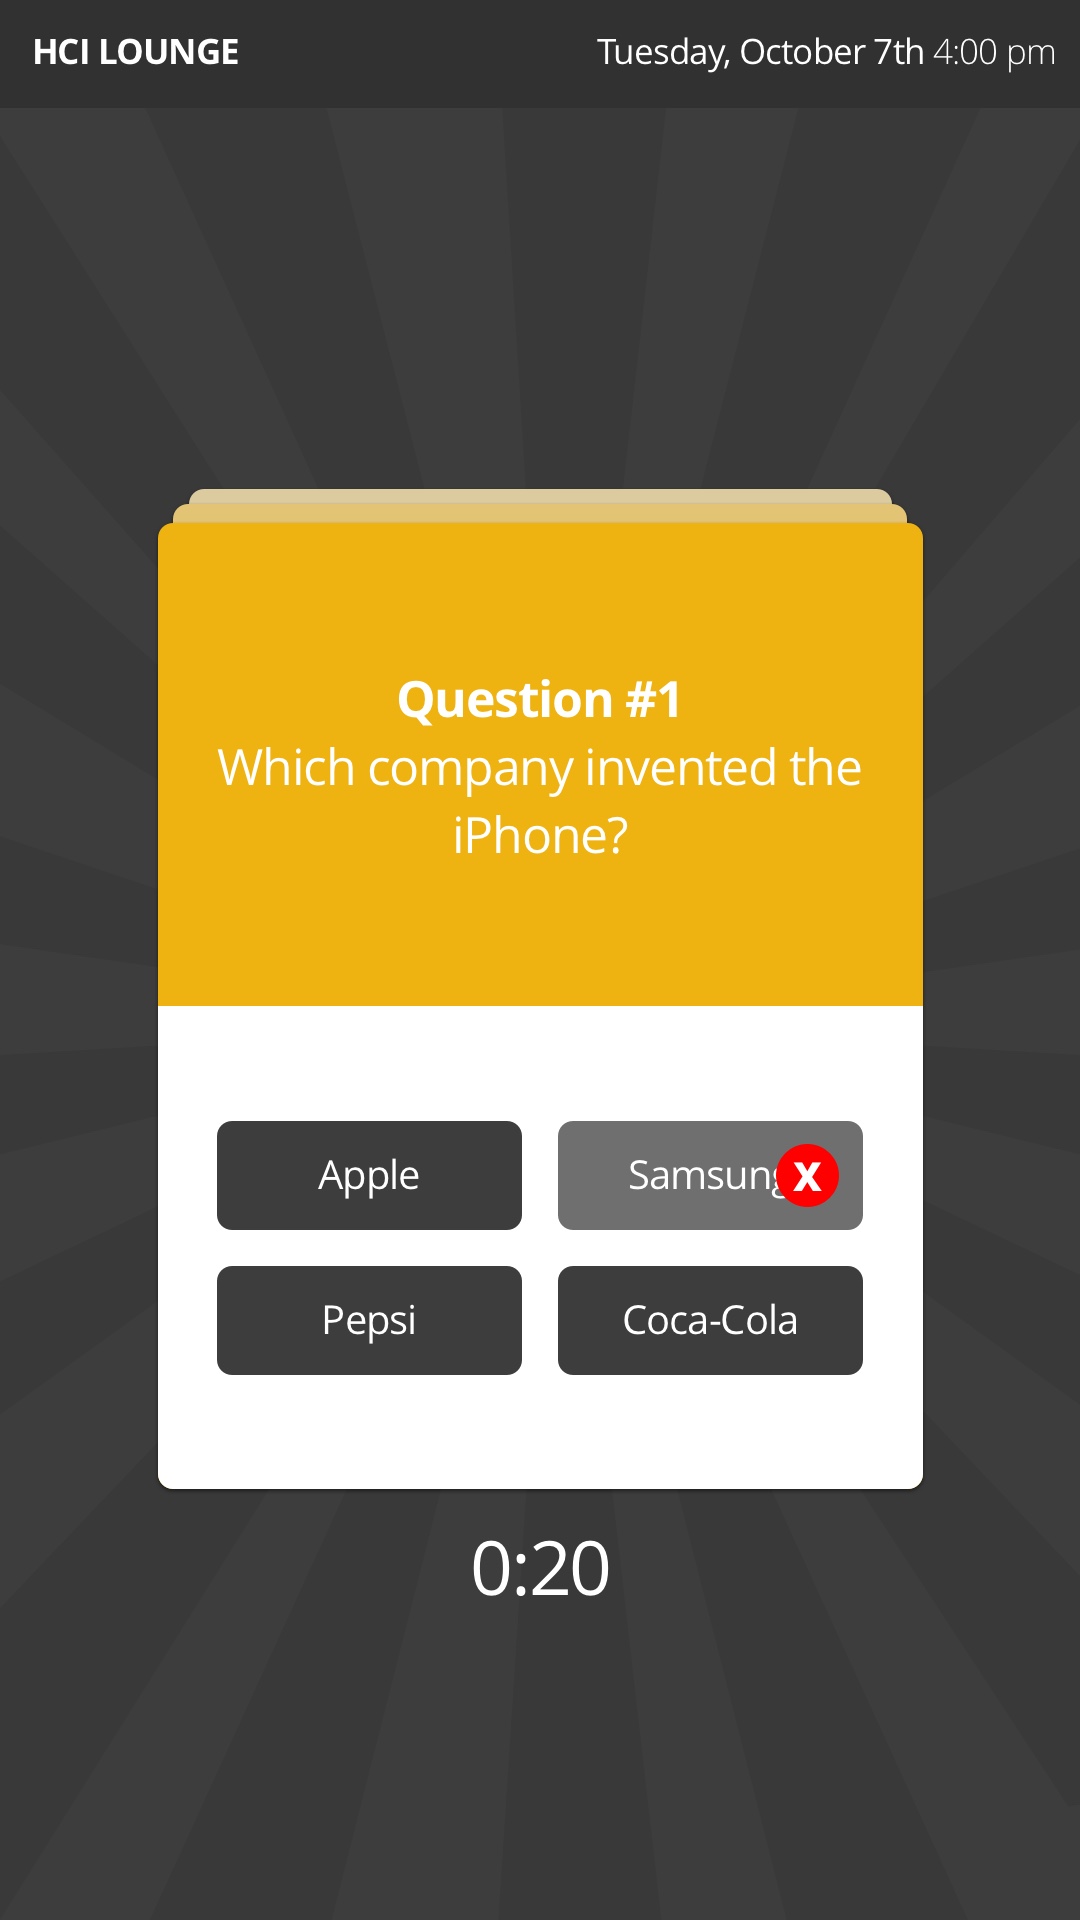 HCI LOUNGE
Tuesday, October 7th 4:00 pm
Question #1
Which company invented the
iPhone?
Apple
Samsung
X
Pepsi
Coca-Cola
0:20